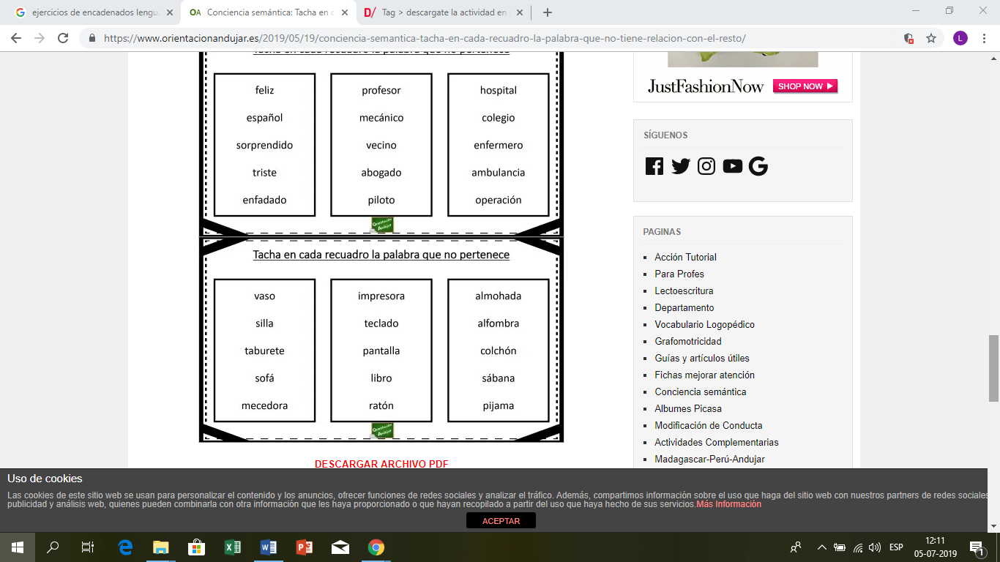 ejercicios de encadenados lengu
Conciencia semántica: Tacha en c
Tag > descargate la actividad en
https://www.orientacionandujar.es/2019/05/19/conciencia-semantica-tacha-en-cada-recuadro-la-palabra-que-no-tiene-relacion-con-el-resto/
L
Tacha en cada recuadro la palabra que no pertenece
feliz
español
sorprendido
triste
enfadado
profesor
mecánico
vecino
abogado
piloto
hospital
colegio
enfermero
ambulancia
operación
Orientación
Andújar
Tacha en cada recuadro la palabra que no pertenece
vaso
silla
taburete
sofá
mecedora
impresora
teclado
pantalla
libro
ratón
almohada
alfombra
colchón
sábana
pijama
Orientación
Andújar
DESCARGAR ARCHIVO PDF
JustFashionNow
SHOP NOW
SÍGUENOS
PAGINAS
Acción Tutorial
Para Profes
Lectoescritura
Departamento
Vocabulario Logopédico
Grafomotricidad
Guías y artículos útiles
Fichas mejorar atención
Conciencia semántica
Albumes Picasa
Modificación de Conducta
Actividades Complementarias
Madagascar-Perú-Andujar
Uso de cookies
Las cookies de este sitio web se usan para personalizar el contenido y los anuncios, ofrecer funciones de redes sociales y analizar el tráfico. Además, compartimos información sobre el uso que haga del sitio web con nuestros partners de redes sociales
publicidad y análisis web, quienes pueden combinarla con otra información que les haya proporcionado o que hayan recopilado a partir del uso que haya hecho de sus servicios.Más Información
ACEPTAR
ESP
12:11
05-07-2019
1